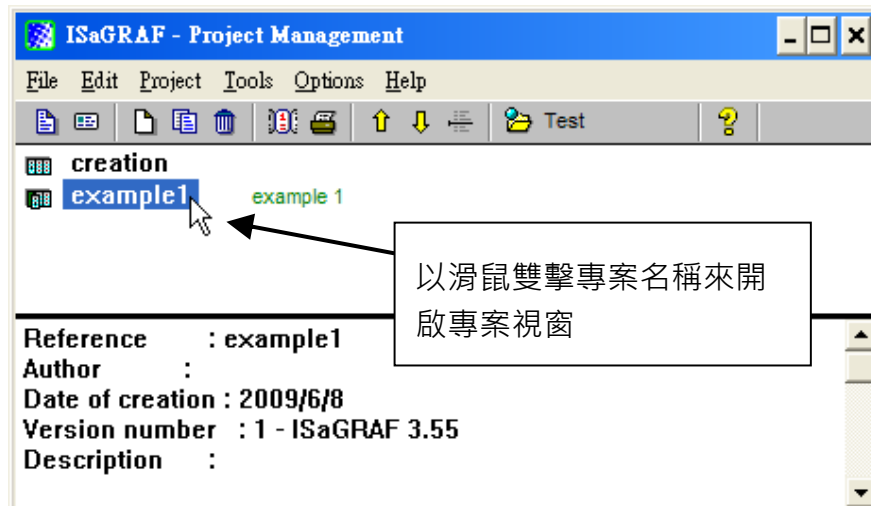 ISaGRAF - Project Management
File Edit Project Tools Options Help
Test
creation
example1 example 1
以滑鼠雙擊專案名稱來開
啟專案視窗
Reference : example1
Author :
Date of creation : 2009/6/8
Version number : 1 - ISaGRAF 3.55
Description :